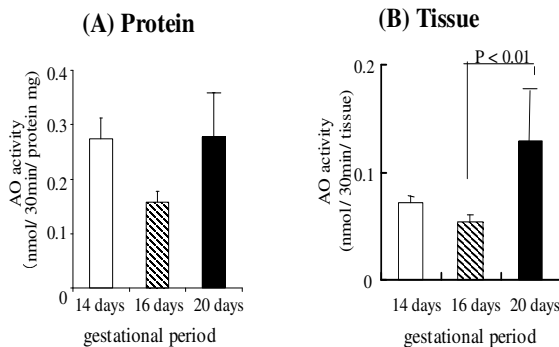 (A) Protein
AO activity
(nmol/ 30min/ protein mg)
0.4
0.3
0.2
0.1
0
14 days 16 days 20 days
gestational period
(B) Tissue
P < 0.01
AO activity
(nmol/ 30min/ tissue)
0.2
0.1
0
14 days 16 days 20 days
gestational period